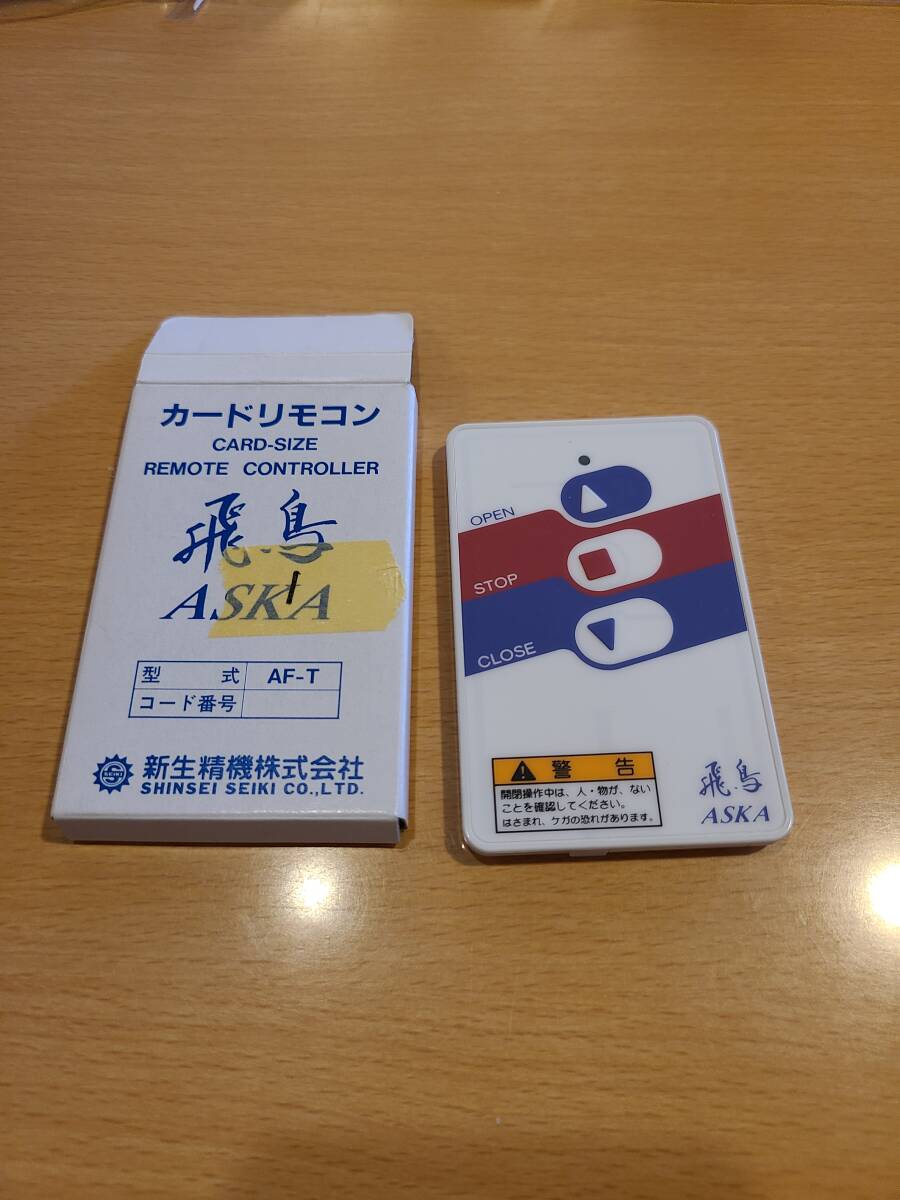 カードリモコン
CARD-SIZE
REMOTE CONTROLLER
飛鳥
ASKA
1
型 式 AF-T
コード番号
SEIKI
新生精機株式会社
SHINSEI SEIKI CO.,LTD.
OPEN
STOP
CLOSE
警告
開閉操作中は、人・物が、ない
ことを確認してください。
はさまれ、ケガの恐れがあります。
飛鳥
ASKA